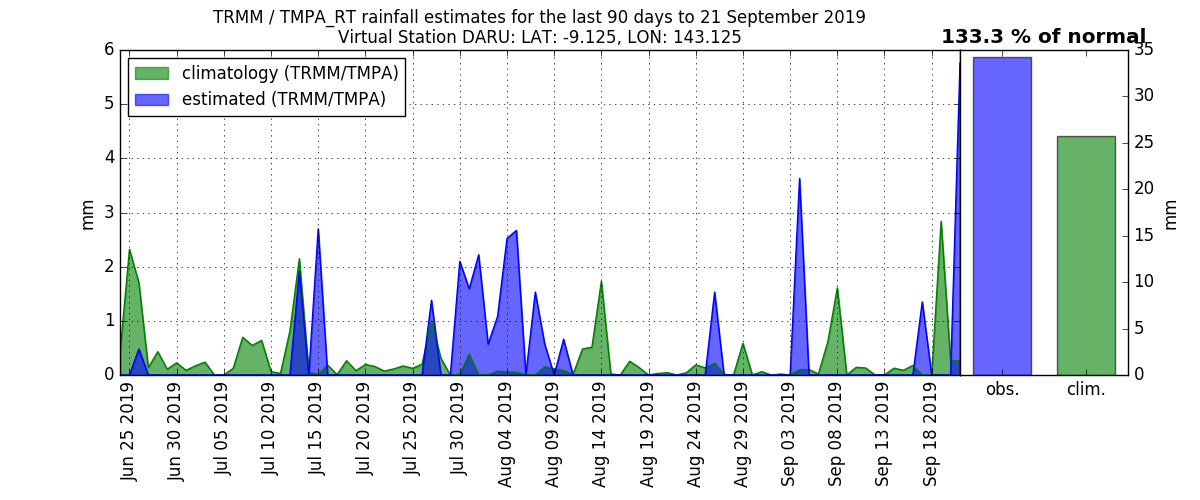 TRMM / TMPA_RT rainfall estimates for the last 90 days to 21 September 2019
Virtual Station DARU: LAT: -9.125, LON: 143.125
133.3 % of normal
climatology (TRMM/TMPA)
estimated (TRMM/TMPA)
6
5
4
3
2
1
0
mm
Jun 25 2019
Jun 30 2019
Jul 05 2019
Jul 10 2019
Jul 15 2019
Jul 20 2019
Jul 25 2019
Jul 30 2019
Aug 04 2019
Aug 09 2019
Aug 14 2019
Aug 19 2019
Aug 24 2019
Aug 29 2019
Sep 03 2019
Sep 08 2019
Sep 13 2019
Sep 18 2019
obs.
clim.
35
30
25
20
15
10
5
0
mm